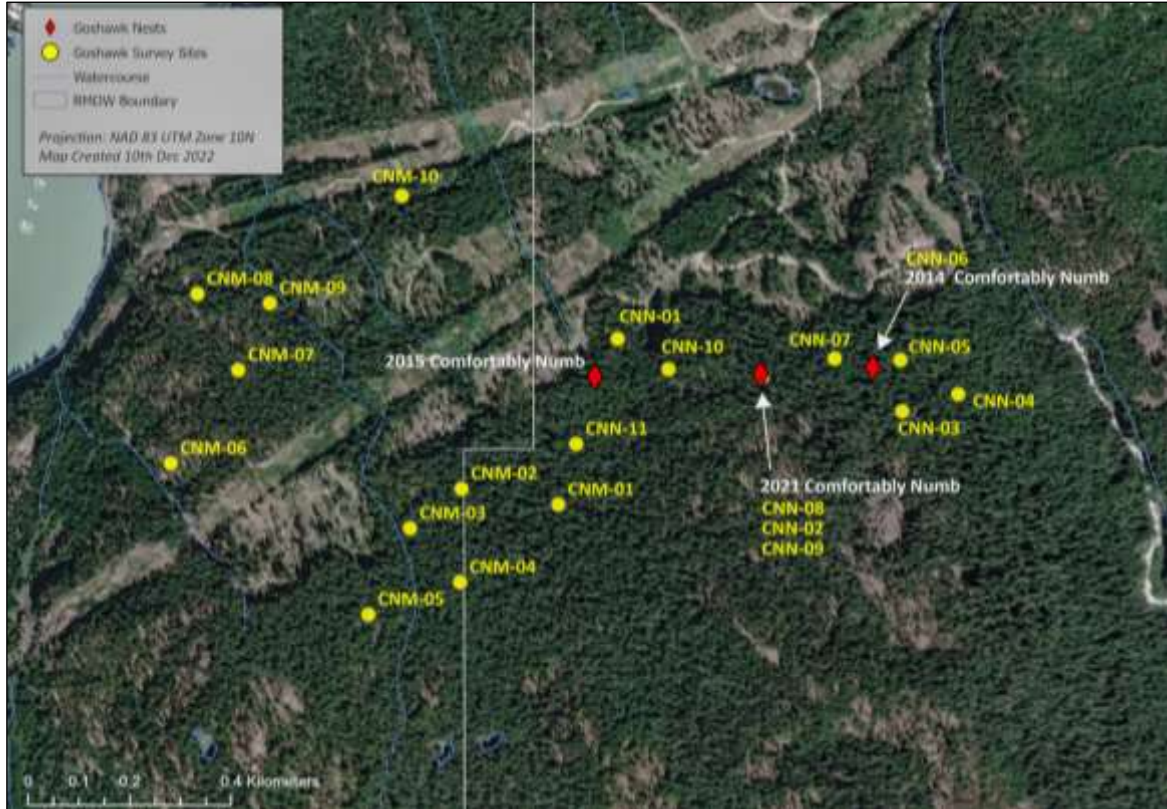 Goshawk Nests
Goshawk Survey Sites
Watercourse
RMOW Boundary
Projection: NAD 83 UTM Zone 10N
Map Created 10th Dec 2022
CNM-10
CNN-06
2014 Comfortably Numb
CNM-08
CNM-09
CNN-01
CNN-07
CNN-05
2015 Comfortably Numb
CNN-10
CNM-07
CNN-04
CNN-03
CNN-11
CNM-06
CNM-02
CNM-01
2021 Comfortably Numb
CNN-08
CNN-02
CNN-09
CNM-03
CNM-04
CNM-05
0 0.1 0.2 0.4 Kilometers